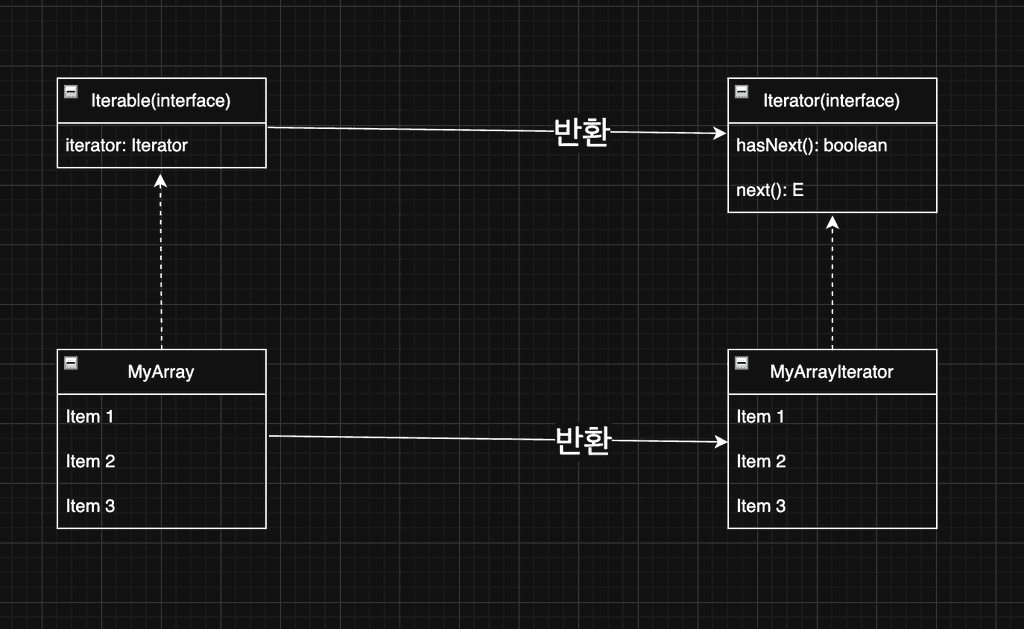 Iterable(interface)
iterator: Iterator
반환
Iterator(interface)
hasNext(): boolean
next(): E
MyArray
Item 1
Item 2
Item 3
반환
MyArrayIterator
Item 1
Item 2
Item 3